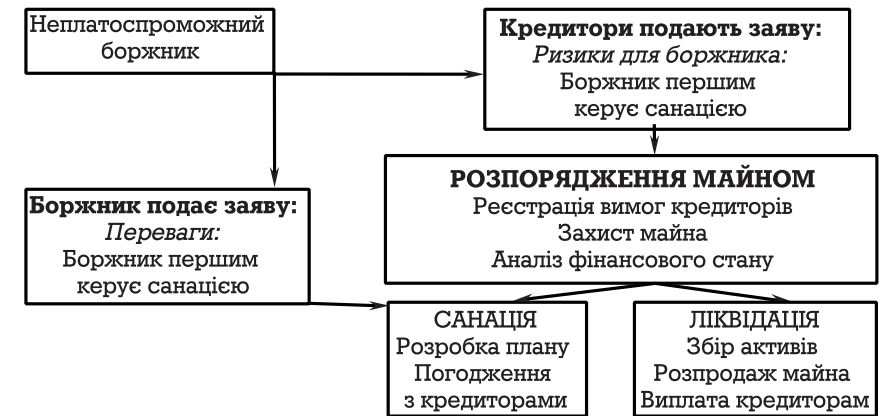 Неплатоспроможний
боржник
Кредитори подають заяву:
Ризики для боржника:
Боржник першим
керує санацією
РОЗПОРЯДЖЕННЯ МАЙНОМ
Реєстрація вимог кредиторів
Захист майна
Аналіз фінансового стану
Боржник подає заяву:
Переваги:
Боржник першим
керує санацією
САНАЦІЯ
Розробка плану
Погодження
з кредиторами
ЛІКВІДАЦІЯ
Збір активів
Розпродаж майна
Виплата кредиторам